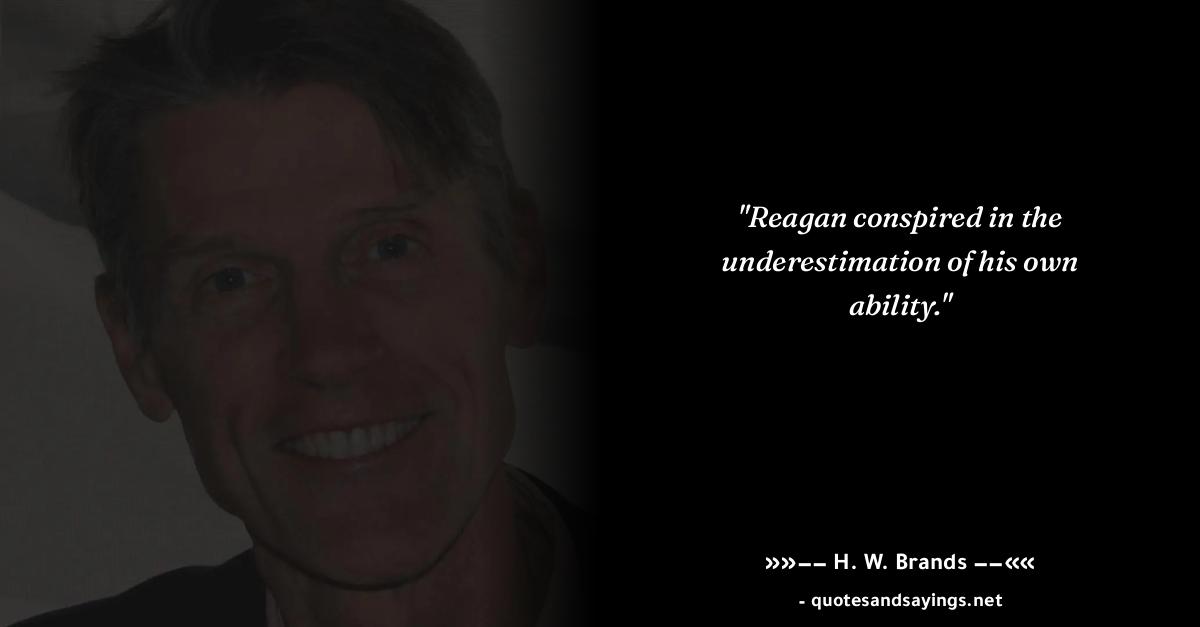 "Reagan conspired in the
underestimation of his own
ability."
»»–– H. W. Brands ––««
- quotesandsayings.net